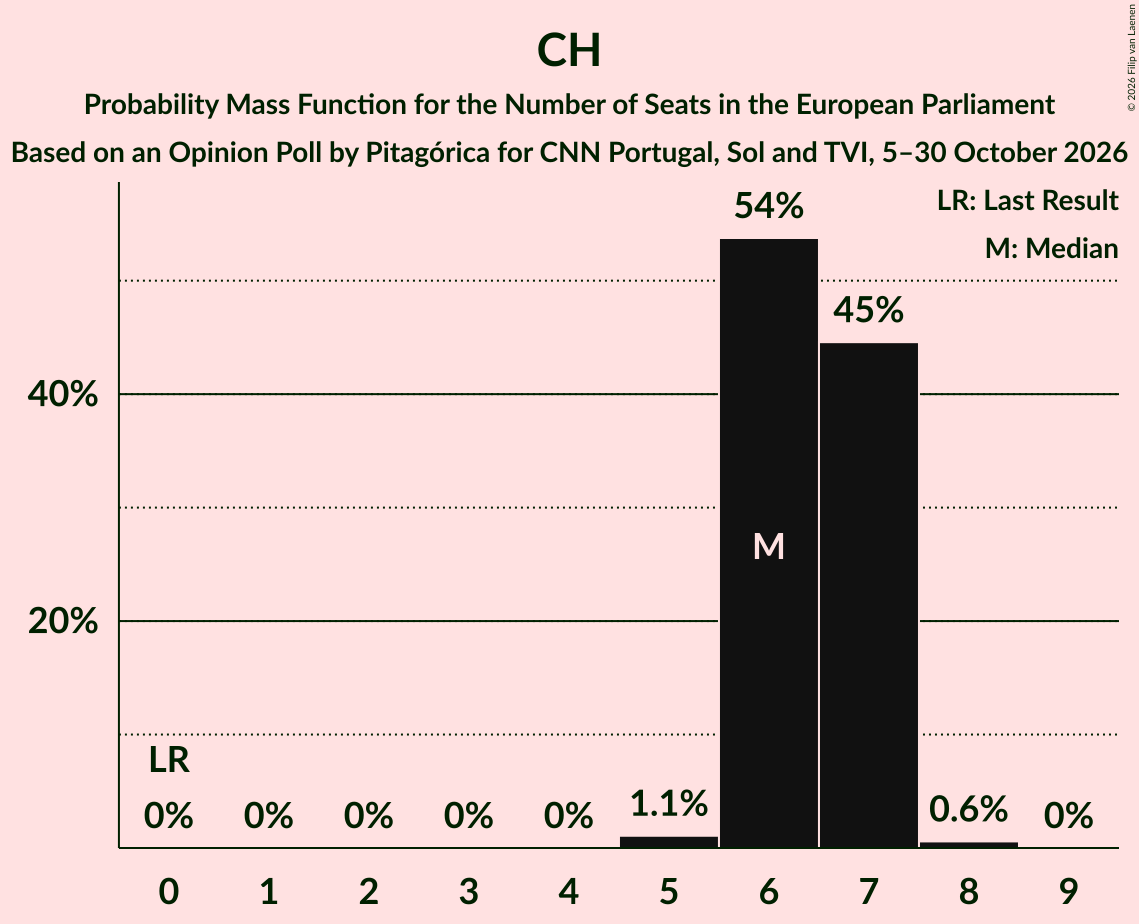 CH
Probability Mass Function for the Number of Seats in the European Parliament
Based on an Opinion Poll by Pitagórica for CNN Portugal, Sol and TVI, 5–30 October 2026
© 2026 Filip van Laenen
LR: Last Result
M: Median
54%
45%
40%
M
20%
LR
0% 0% 0% 0% 0% 1.1% 0.6% 0%
0 1 2 3 4 5 6 7 8 9